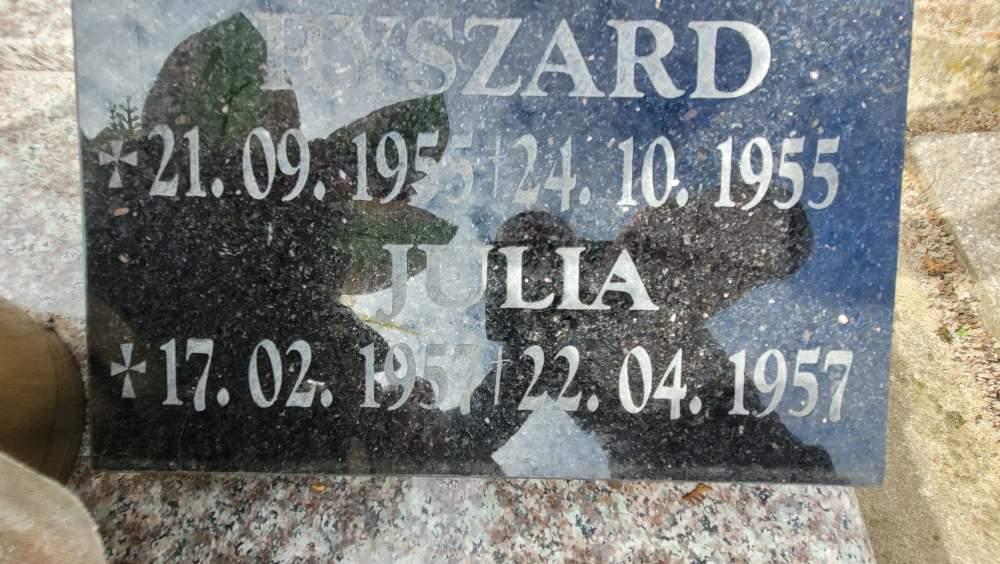 RYSZARD
✠ 21. 09. 1955 † 24. 10. 1955
JULIA
✠ 17. 02. 1957 † 22. 04. 1957